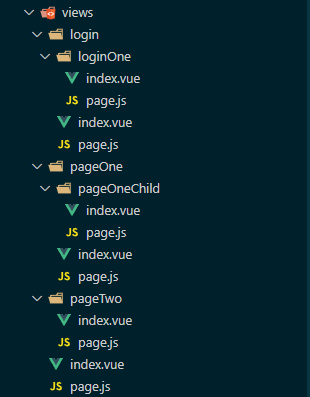 views
login
loginOne
index.vue
JS page.js
index.vue
JS page.js
pageOne
pageOneChild
index.vue
JS page.js
index.vue
JS page.js
pageTwo
index.vue
JS page.js
index.vue
JS page.js